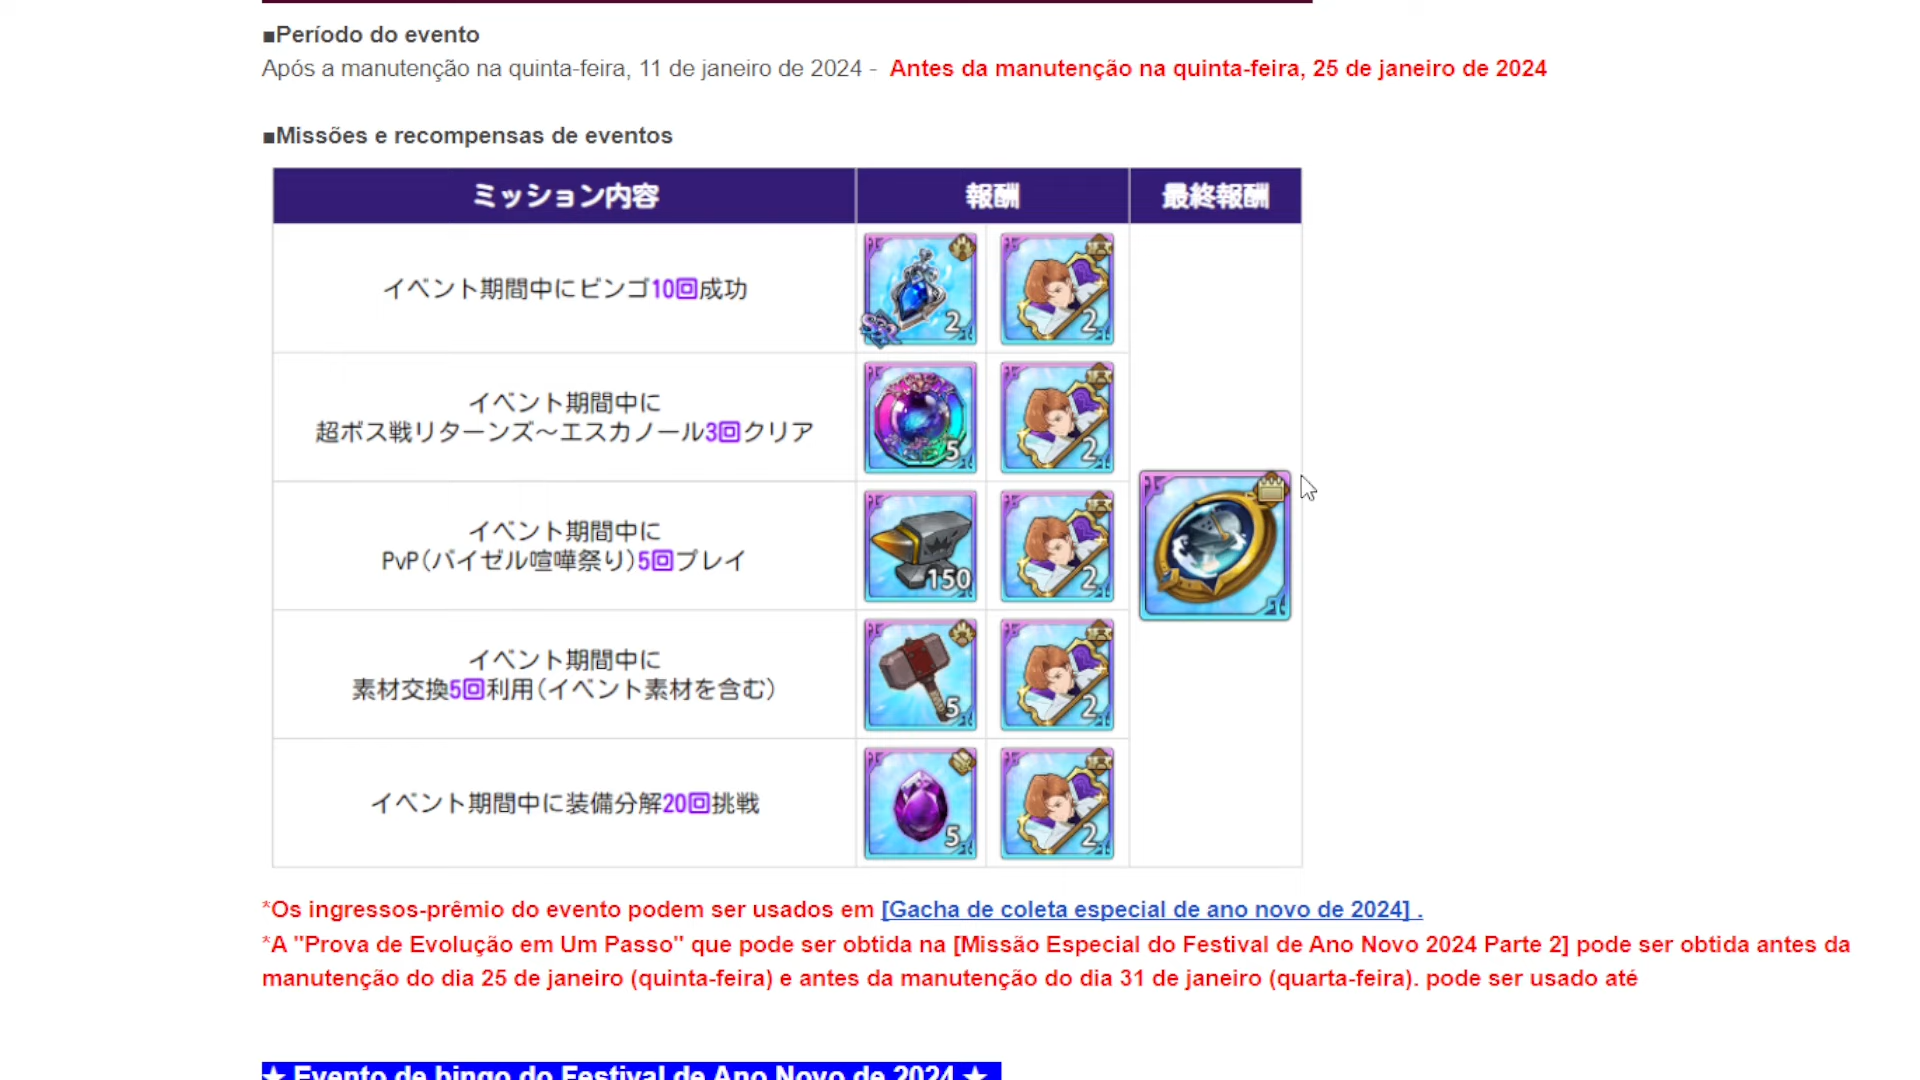 ■Período do evento
Após a manutenção na quinta-feira, 11 de janeiro de 2024 - Antes da manutenção na quinta-feira, 25 de janeiro de 2024
■Missões e recompensas de eventos
ミッション内容 報酬 最終報酬
イベント期間中にビンゴ10回成功
SSR 2 2
イベント期間中に
超ボス戦リターンズ～エスカノール3回クリア
5 2
イベント期間中に
PvP(バイゼル喧嘩祭り)5回プレイ
150 2
イベント期間中に
素材交換5回利用(イベント素材を含む)
5 2
イベント期間中に装備分解20回挑戦
5 2
*Os ingressos-prêmio do evento podem ser usados em [Gacha de coleta especial de ano novo de 2024] .
*A "Prova de Evolução em Um Passo" que pode ser obtida na [Missão Especial do Festival de Ano Novo 2024 Parte 2] pode ser obtida antes da
manutenção do dia 25 de janeiro (quinta-feira) e antes da manutenção do dia 31 de janeiro (quarta-feira). pode ser usado até
★ Evento de bingo do Festival de Ano Novo de 2024 ★